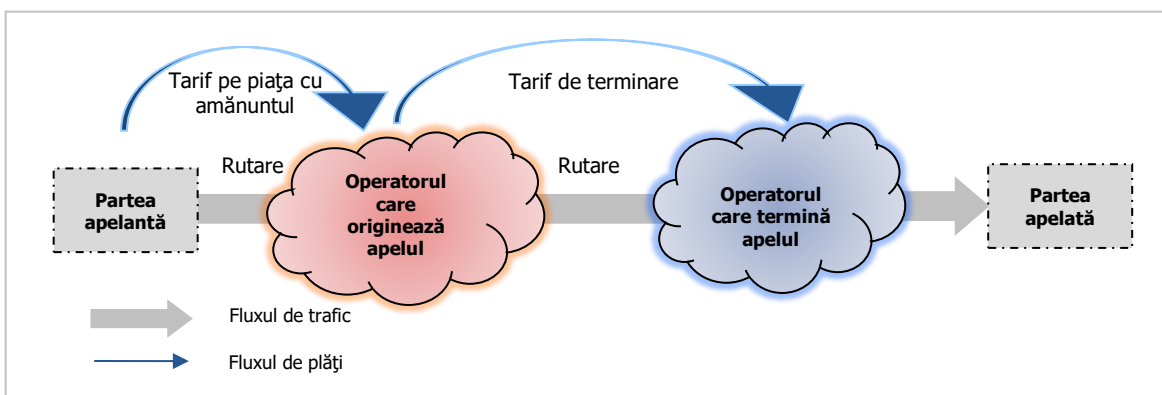 Tarif pe piaţa cu
amănuntul
Tarif de terminare
Rutare
Rutare
Partea
apelantă
Operatorul
care
originează
apelul
Operatorul
care termină
apelul
Partea
apelată
Fluxul de trafic
Fluxul de plăţi